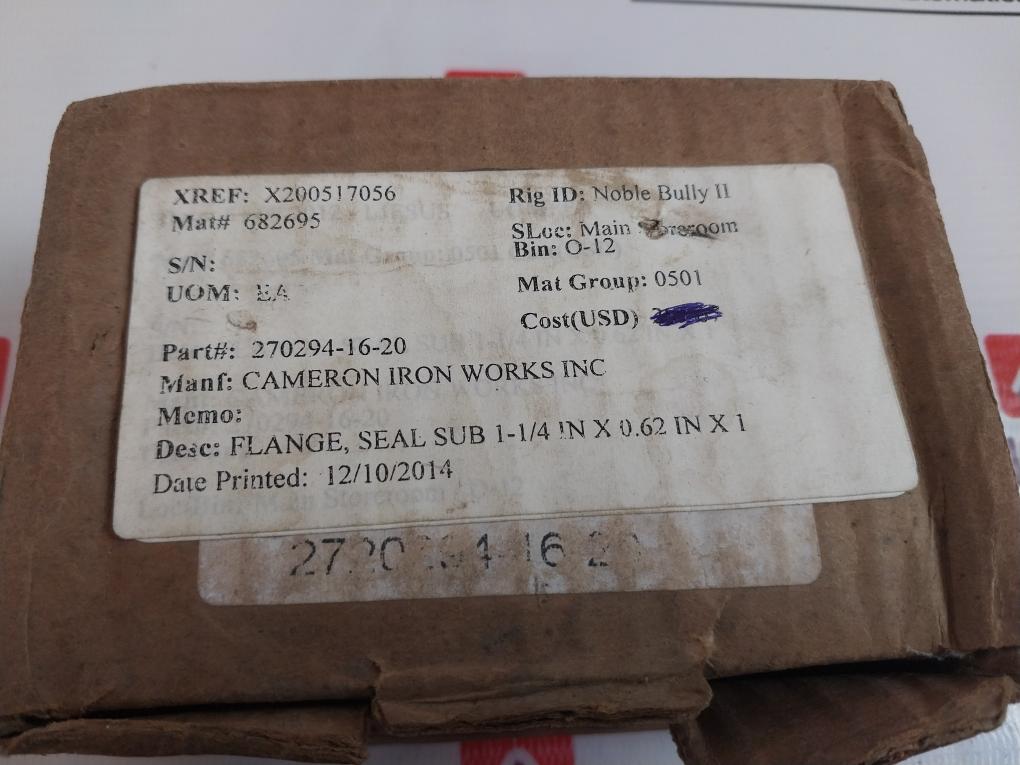 XREF: X200517056
Mat# 682695
S/N:
UOM: EA
Rig ID: Noble Bully II
SLoc: Main Storeroom
Bin: O-12
Mat Group: 0501
Cost(USD)
Part#: 270294-16-20
Manf: CAMERON IRON WORKS INC
Memo:
Desc: FLANGE, SEAL SUB 1-1/4 IN X 0.62 IN X 1
Date Printed: 12/10/2014